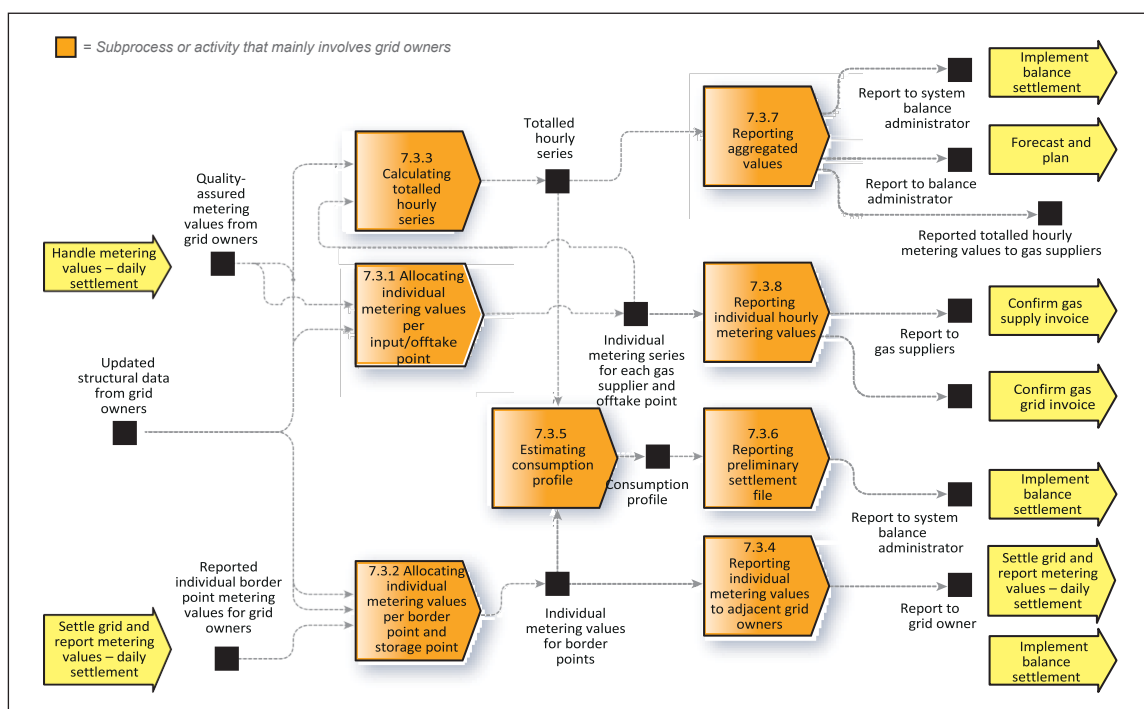 = Subprocess or activity that mainly involves grid owners
Quality-
assured
metering
values from
grid owners
Handle metering
values – daily
settlement
Updated
structural data
from grid
owners
Reported
individual border
point metering
values for grid
owners
Settle grid and
report metering
values – daily
settlement
7.3.3
Calculating
totalled
hourly
series
7.3.1 Allocating
individual
metering values
per
input/offtake
point
7.3.2 Allocating
individual
metering values
per border
point and
storage point
Totalled
hourly
series
Individual
metering series
for each gas
supplier and
offtake point
7.3.5
Estimating
consumption
profile
Consumption
profile
Individual
metering values
for border
points
7.3.7
Reporting
aggregated
values
7.3.8
Reporting
individual hourly
metering values
7.3.6
Reporting
preliminary
settlement
file
7.3.4
Reporting
individual
metering values
to adjacent grid
owners
Report to system
balance
administrator
Report to balance
administrator
Reported totalled hourly
metering values to gas suppliers
Report to
gas suppliers
Report to system
balance
administrator
Report to
grid owner
Implement
balance
settlement
Forecast and
plan
Confirm gas
supply invoice
Confirm gas
grid invoice
Implement
balance
settlement
Settle grid and
report metering
values – daily
settlement
Implement
balance
settlement